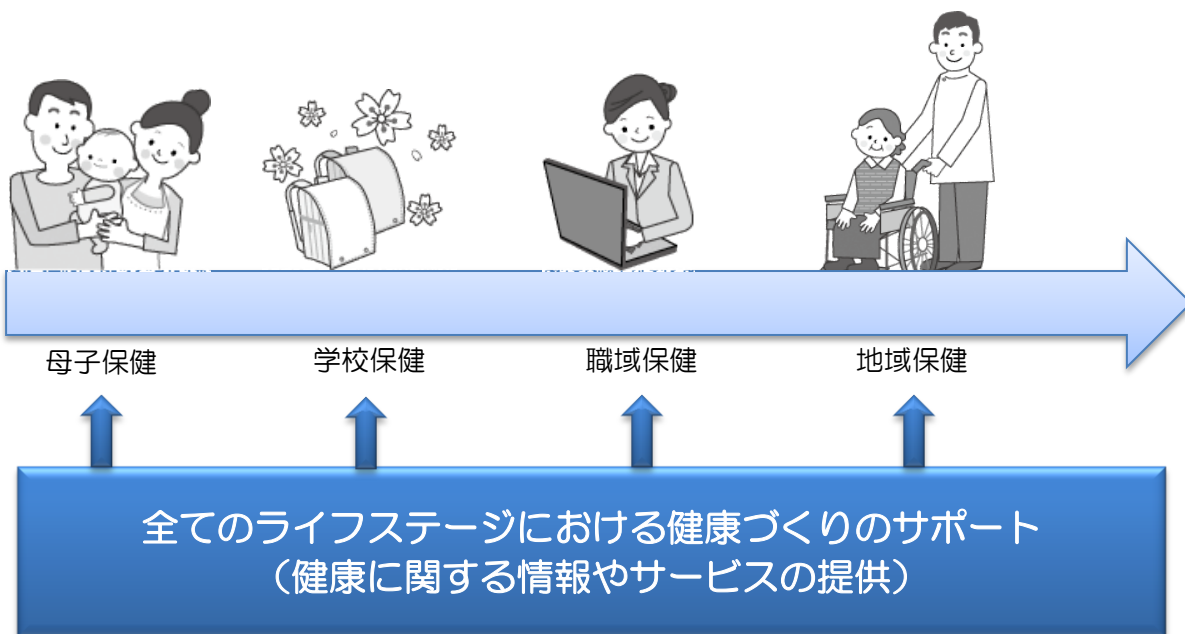 母子保健
学校保健
職域保健
地域保健
全てのライフステージにおける健康づくりのサポート
（健康に関する情報やサービスの提供）